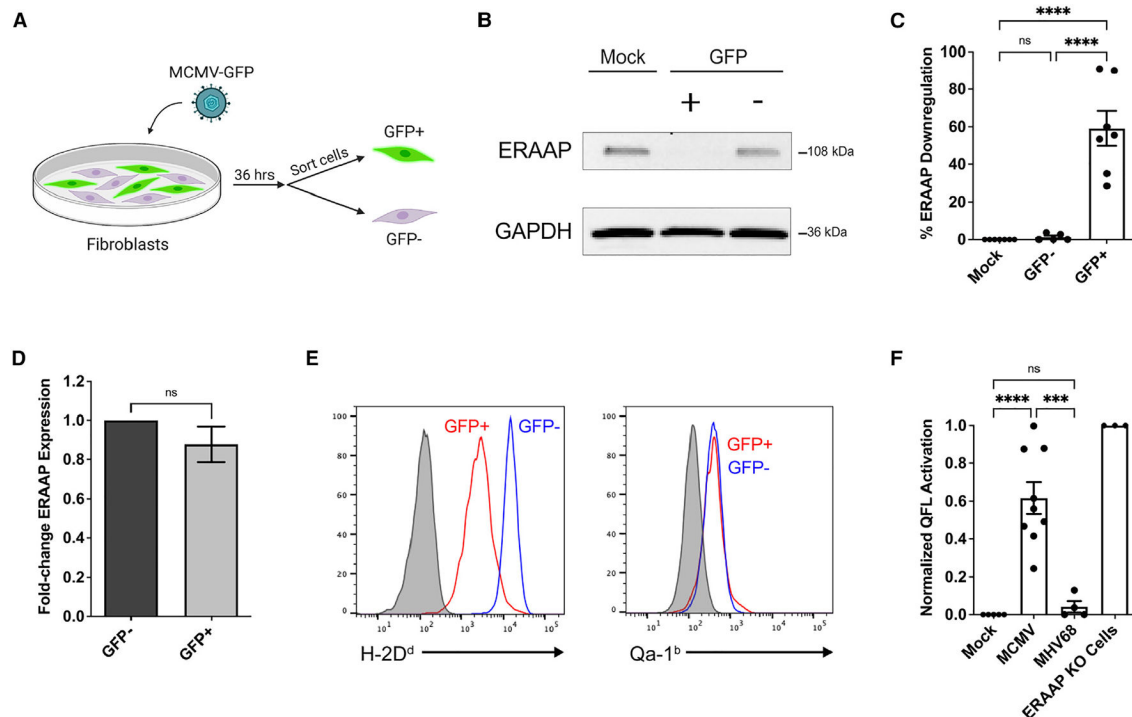 A
MCMV-GFP
Fibroblasts
36 hrs
Sort cells
GFP+
GFP-
B
Mock GFP
+ -
ERAAP –108 kDa
GAPDH –36 kDa
C
% ERAAP Downregulation
100
80
60
40
20
0
ns
****
****
Mock GFP- GFP+
D
Fold-change ERAAP Expression
1.2
1.0
0.8
0.6
0.4
0.2
0.0
ns
GFP- GFP+
E
100
80
60
40
20
0
GFP+ GFP-
10¹ 10² 10³ 10⁴ 10⁵
H-2Dᵈ
100
80
60
40
20
0
GFP+
GFP-
10¹ 10² 10³ 10⁴ 10⁵
Qa-1ᵇ
F
Normalized QFL Activation
1.0
0.8
0.6
0.4
0.2
0.0
ns
**** ***
Mock MCMV MHV68 ERAAP KO Cells